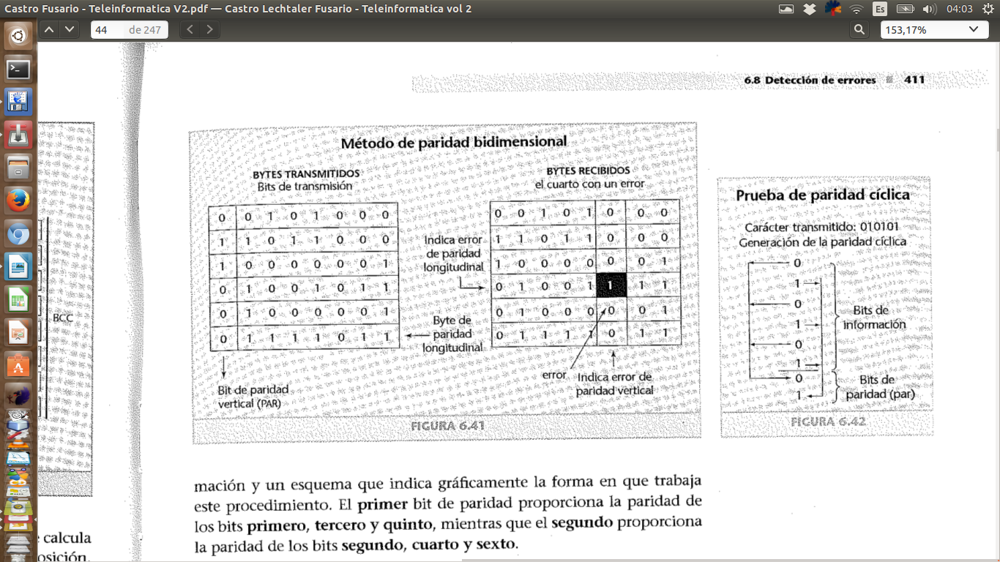 Castro Fusario - Teleinformatica V2.pdf — Castro Lechtaler Fusario - Teleinformatica vol 2
Es
04:03
44 de 247
153,17%
6.8 Detección de errores 411
Método de paridad bidimensional
BYTES TRANSMITIDOS
Bits de transmisión
0 0 1 0 1 0 0 0
1 1 0 1 1 0 0 0
1 0 0 0 0 0 0 1
0 1 0 0 1 0 1 1
0 1 0 0 0 0 0 1
0 1 1 1 1 0 1 1
Bit de paridad
vertical (PAR)
Indica error
de paridad
longitudinal
Byte de
paridad
longitudinal
BYTES RECIBIDOS
el cuarto con un error
0 0 1 0 1 0 0 0
1 1 0 1 1 0 0 0
1 0 0 0 0 0 0 1
0 1 0 0 1 1 1 1
0 1 0 0 0 0 0 1
0 1 1 1 1 0 1 1
error
Indica error de
paridad vertical
FIGURA 6.41
Prueba de paridad cíclica
Carácter transmitido: 010101
Generación de la paridad cíclica
0
1
0
1
0
1
0
1
Bits de
información
Bits de
paridad (par)
FIGURA 6.42
BCC
mación y un esquema que indica gráficamente la forma en que trabaja
este procedimiento. El primer bit de paridad proporciona la paridad de
los bits primero, tercero y quinto, mientras que el segundo proporciona
la paridad de los bits segundo, cuarto y sexto.
calcula
osición.